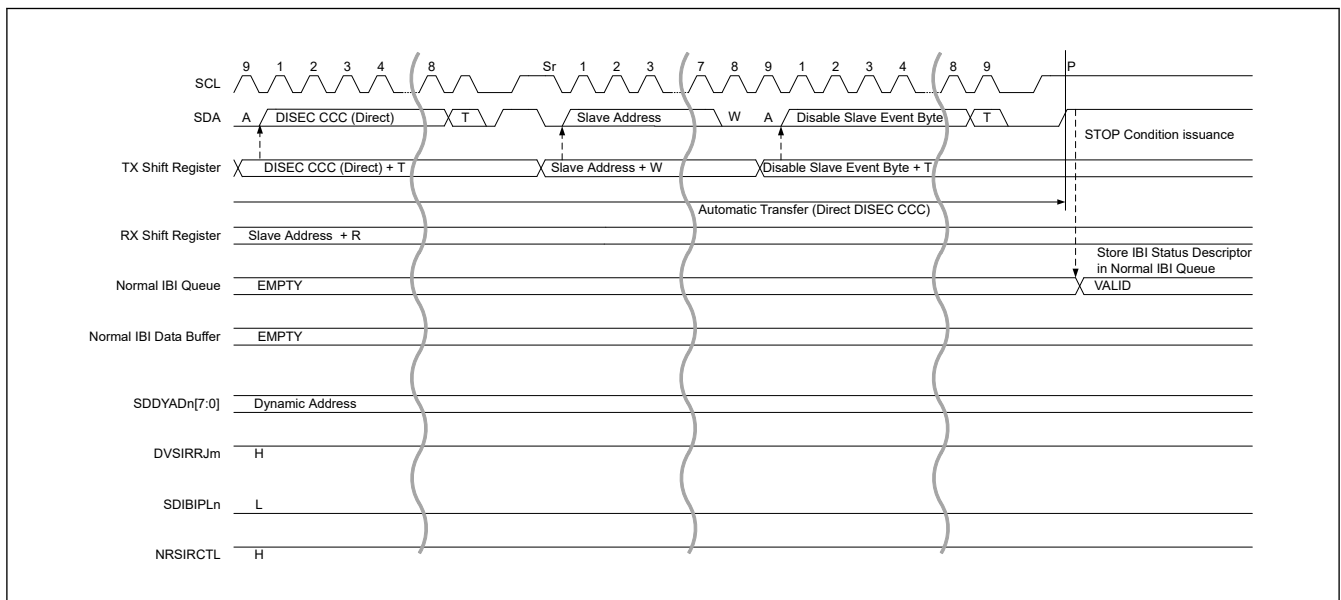 9 1 2 3 4 8 Sr 1 2 3 7 8 9 1 2 3 4 8 9 P
SCL
SDA A DISEC CCC (Direct) T Slave Address W A Disable Slave Event Byte T
STOP Condition issuance
TX Shift Register DISEC CCC (Direct) + T Slave Address + W Disable Slave Event Byte + T
Automatic Transfer (Direct DISEC CCC)
RX Shift Register Slave Address + R
Store IBI Status Descriptor
in Normal IBI Queue
Normal IBI Queue EMPTY VALID
Normal IBI Data Buffer EMPTY
SDDYADn[7:0] Dynamic Address
DVSIRRJm H
SDIBIPLn L
NRSIRCTL H